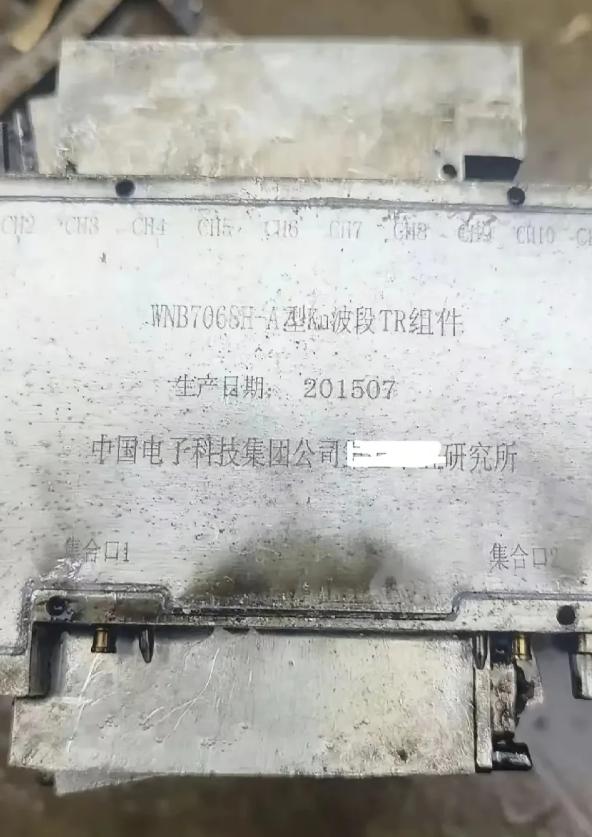 CH2 CH3 CH4 CH5 CH6 CH7 CH8 CH9 CH10
WNB7068H-A型Ku波段TR组件
生产日期: 201507
中国电子科技集团公司 研究所
集合口1 集合口2